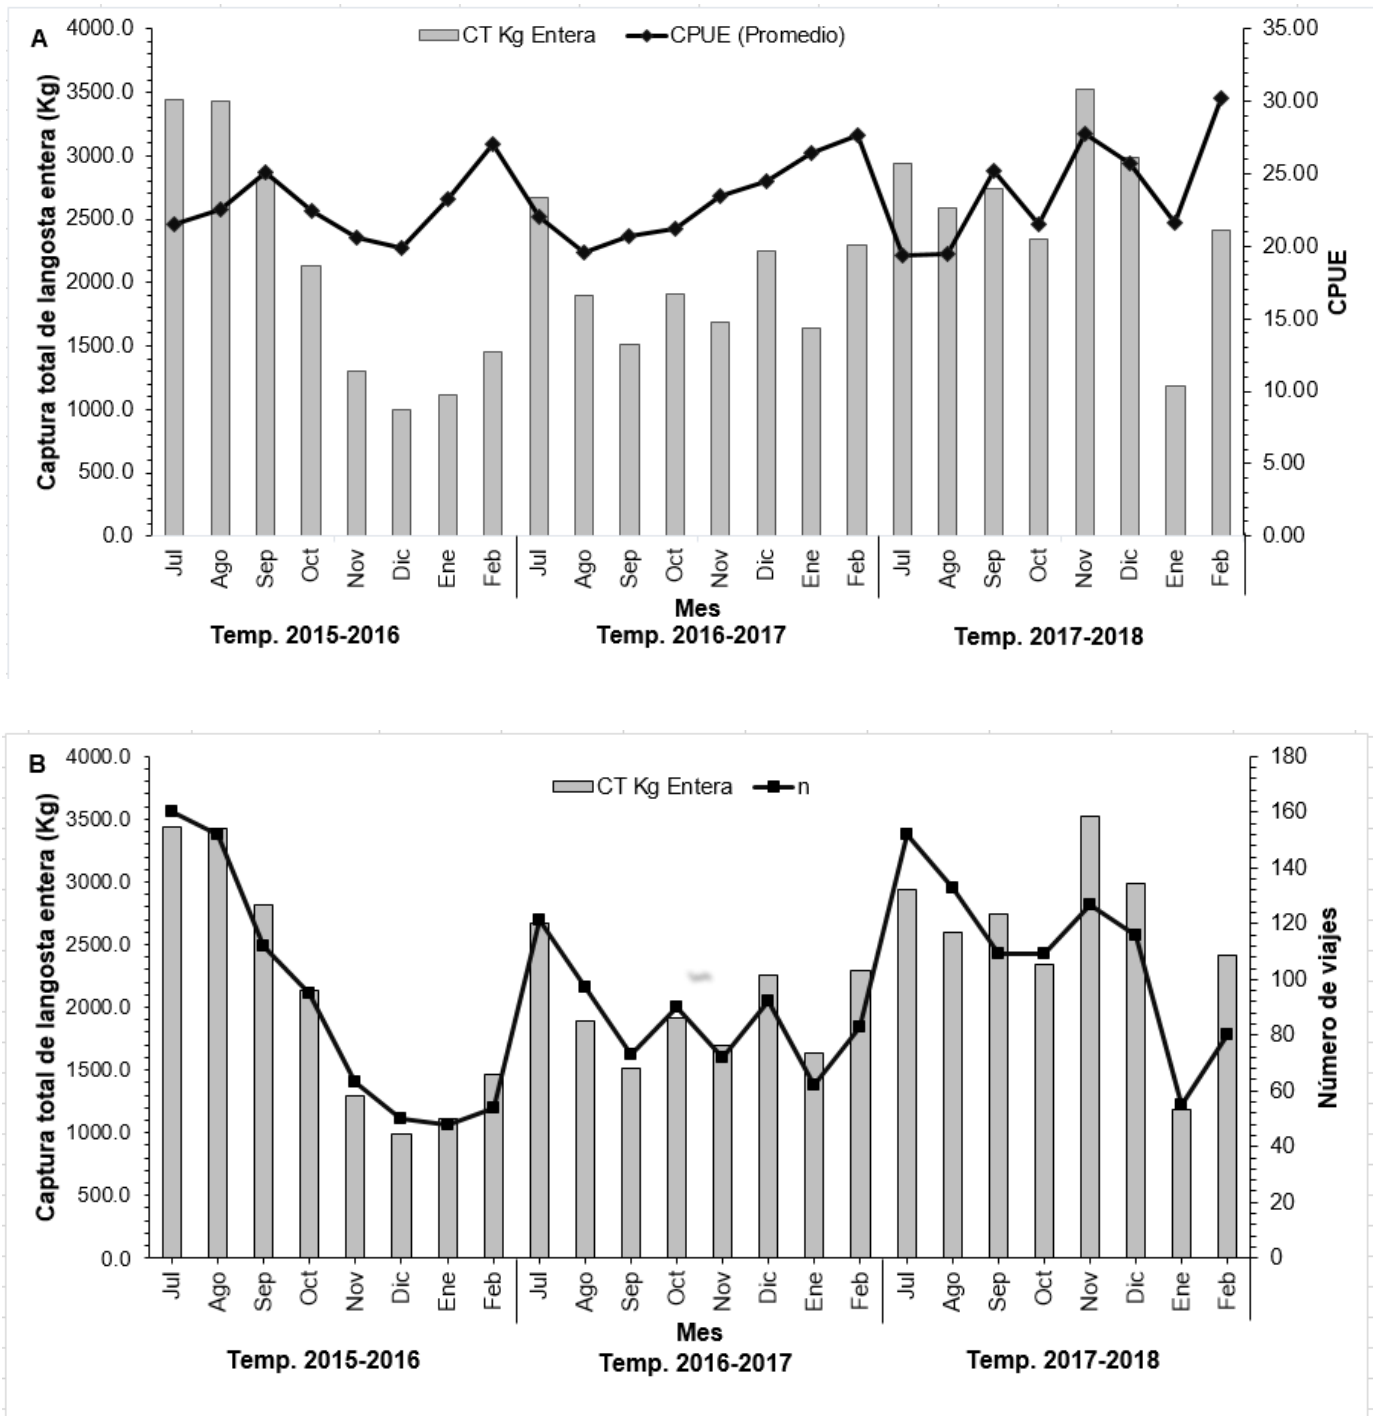 A
CT Kg Entera
CPUE (Promedio)
Captura total de langosta entera (Kg)
4000.0
3500.0
3000.0
2500.0
2000.0
1500.0
1000.0
500.0
0.0
35.00
30.00
25.00
20.00
15.00
10.00
5.00
0.00
CPUE
Jul Ago Sep Oct Nov Dic Ene Feb Jul Ago Sep Oct Nov Dic Ene Feb Jul Ago Sep Oct Nov Dic Ene Feb
Mes
Temp. 2015-2016 Temp. 2016-2017 Temp. 2017-2018
B
CT Kg Entera
n
Captura total de langosta entera (Kg)
4000.0
3500.0
3000.0
2500.0
2000.0
1500.0
1000.0
500.0
0.0
180
160
140
120
100
80
60
40
20
0
Número de viajes
Jul Ago Sep Oct Nov Dic Ene Feb Jul Ago Sep Oct Nov Dic Ene Feb Jul Ago Sep Oct Nov Dic Ene Feb
Mes
Temp. 2015-2016 Temp. 2016-2017 Temp. 2017-2018